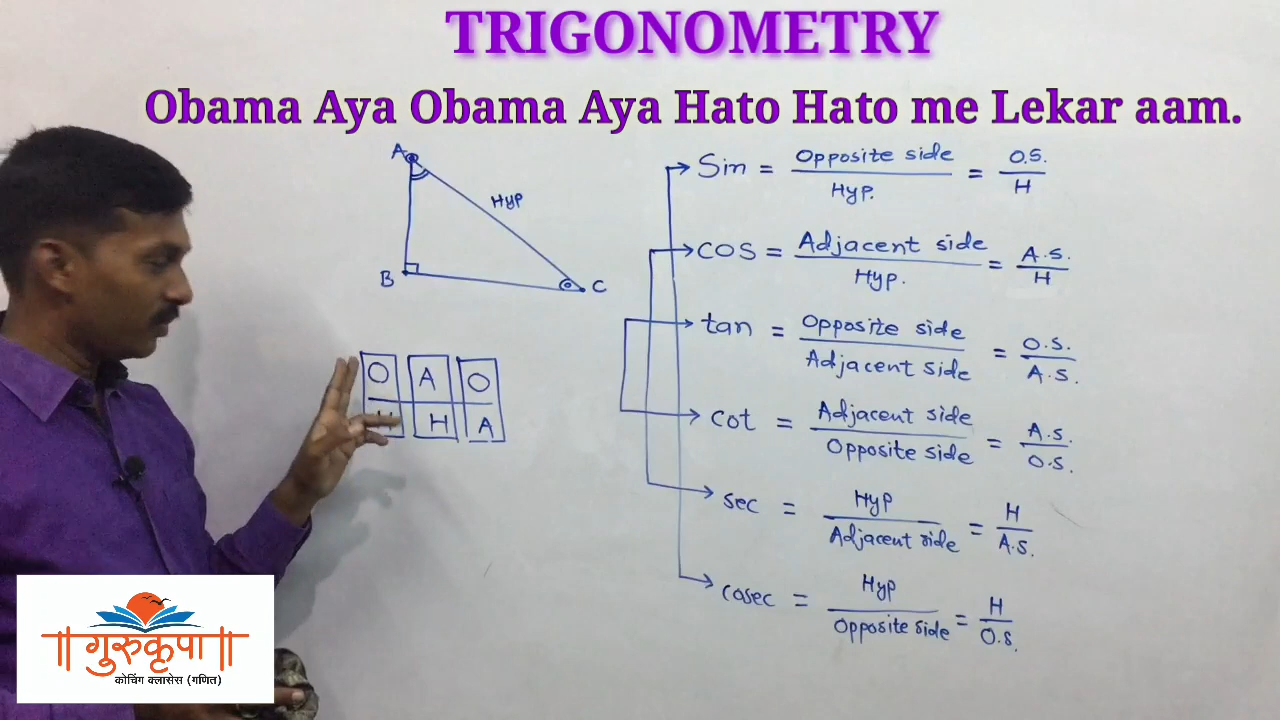 TRIGONOMETRY
Obama Aya Obama Aya Hato Hato me Lekar aam.
A
Hyp
B
C
O A O
H H A
Sin = Opposite side / Hyp. = O.S. / H
COS = Adjacent side / Hyp. = A.S. / H
tan = Opposite side / Adjacent side = O.S. / A.S.
cot = Adjacent side / Opposite side = A.S. / O.S.
sec = Hyp / Adjacent side = H / A.S.
cosec = Hyp / Opposite side = H / O.S.
॥ गुरुकृपा ॥
कोचिंग क्लासेस (गणित)